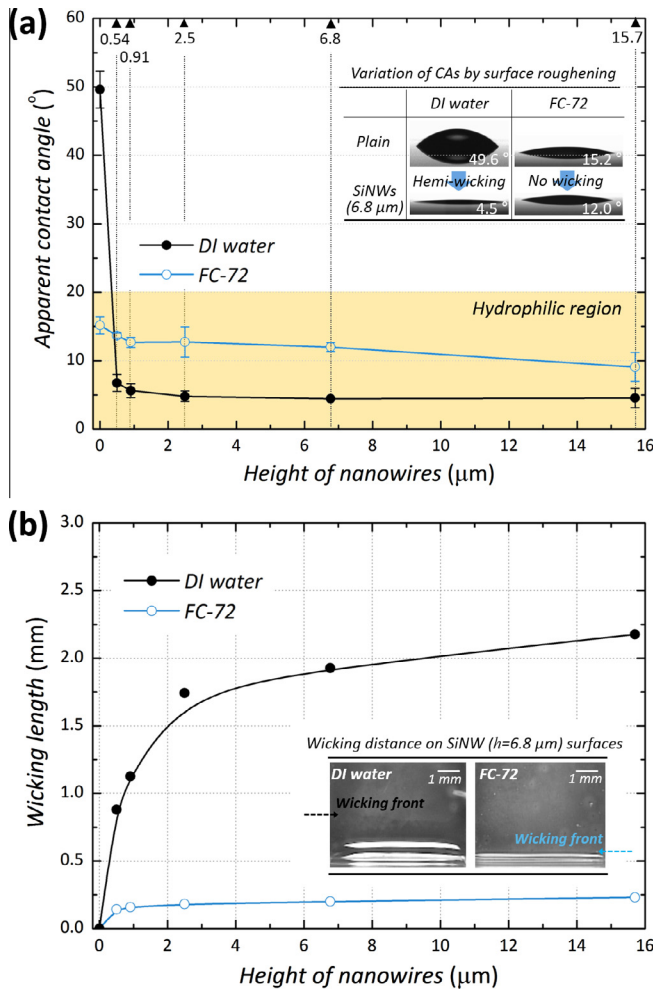 (a)
0.54
0.91
2.5
6.8
15.7
60
50
40
30
20
10
0
Apparent contact angle (°)
Variation of CAs by surface roughening
DI water
FC-72
Plain
49.6 °
15.2 °
Hemi-wicking
No wicking
SiNWs
(6.8 μm)
4.5 °
12.0 °
DI water
FC-72
Hydrophilic region
0 2 4 6 8 10 12 14 16
Height of nanowires (μm)
(b)
3.0
2.5
2.0
1.5
1.0
0.5
0.0
Wicking length (mm)
DI water
FC-72
Wicking distance on SiNW (h=6.8 μm) surfaces
DI water
1 mm
FC-72
1 mm
Wicking front
Wicking front
0 2 4 6 8 10 12 14 16
Height of nanowires (μm)